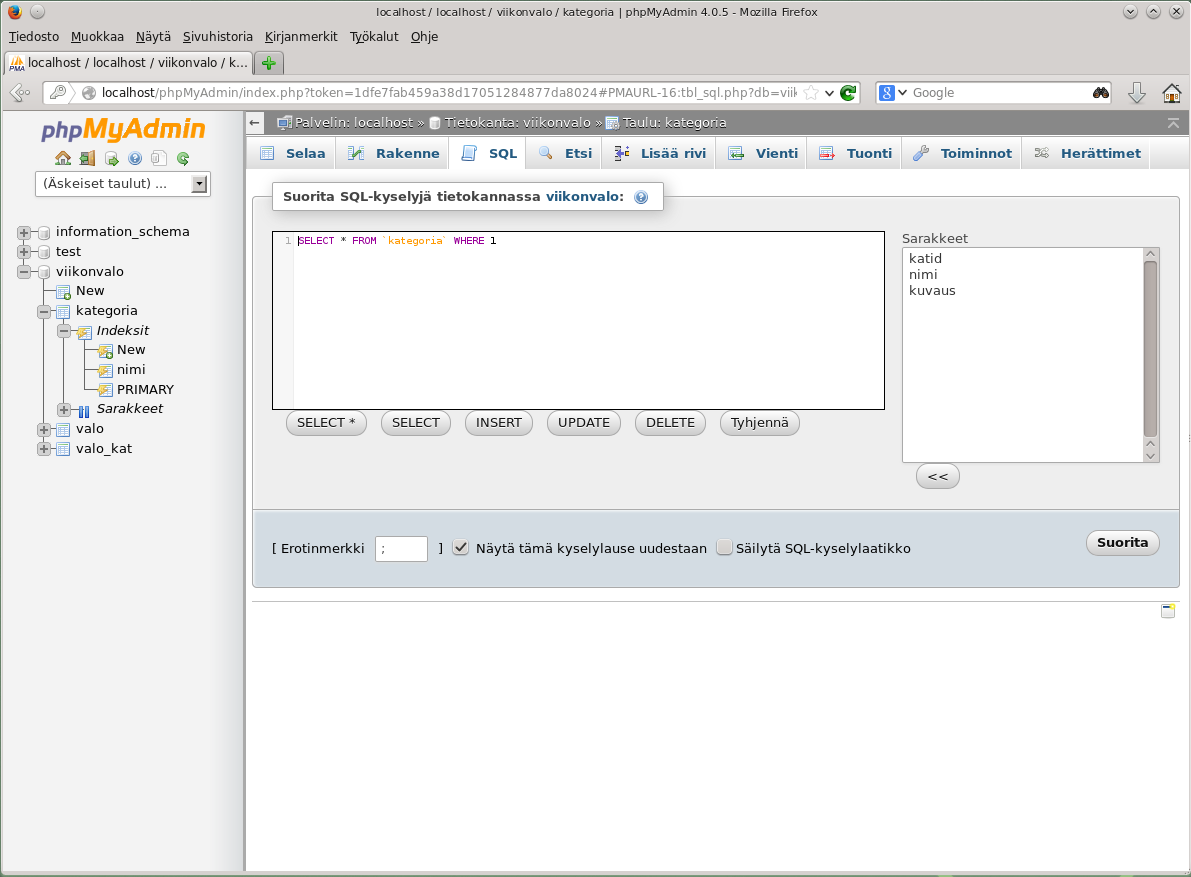 localhost / localhost / viikonvalo / kategoria | phpMyAdmin 4.0.5 - Mozilla Firefox
Tiedosto Muokkaa Näytä Sivuhistoria Kirjanmerkit Työkalut Ohje
PMA localhost / localhost / viikonvalo / k...
localhost/phpMyAdmin/index.php?token=1dfe7fab459a38d17051284877da8024#PMAURL-16:tbl_sql.php?db=viik
8 Google
phpMyAdmin
(Äskeiset taulut) ...
information_schema
test
viikonvalo
New
kategoria
Indeksit
New
nimi
PRIMARY
Sarakkeet
valo
valo_kat
← Palvelin: localhost » Tietokanta: viikonvalo » Taulu: kategoria
Selaa Rakenne SQL Etsi Lisää rivi Vienti Tuonti Toiminnot Herättimet
Suorita SQL-kyselyjä tietokannassa viikonvalo:
1 SELECT * FROM `kategoria` WHERE 1
SELECT * SELECT INSERT UPDATE DELETE Tyhjennä
Sarakkeet
katid
nimi
kuvaus
<<
[ Erotinmerkki ; ] Näytä tämä kyselylause uudestaan Säilytä SQL-kyselylaatikko
Suorita